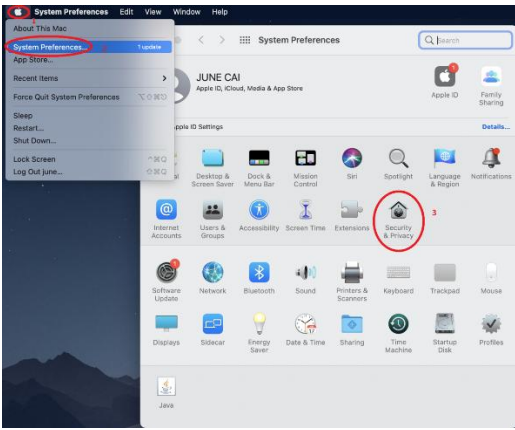 System Preferences Edit View Window Help
About This Mac
System Preferences... 1 update
App Store...
Recent Items
Force Quit System Preferences
Sleep
Restart...
Shut Down...
Lock Screen
Log Out june...
System Preferences
Search
JUNE CAI
Apple ID, iCloud, Media & App Store
Apple ID
Family
Sharing
Apple ID Settings
Details...
Desktop &
Screen Saver
Dock &
Menu Bar
Mission
Control
Siri
Spotlight
Language
& Region
Notifications
Internet
Accounts
Users &
Groups
Accessibility
Screen Time
Extensions
Security
& Privacy
3
Software
Update
Network
Bluetooth
Sound
Printers &
Scanners
Keyboard
Trackpad
Mouse
Displays
Sidecar
Energy
Saver
Date & Time
Sharing
Time
Machine
Startup
Disk
Profiles
Java